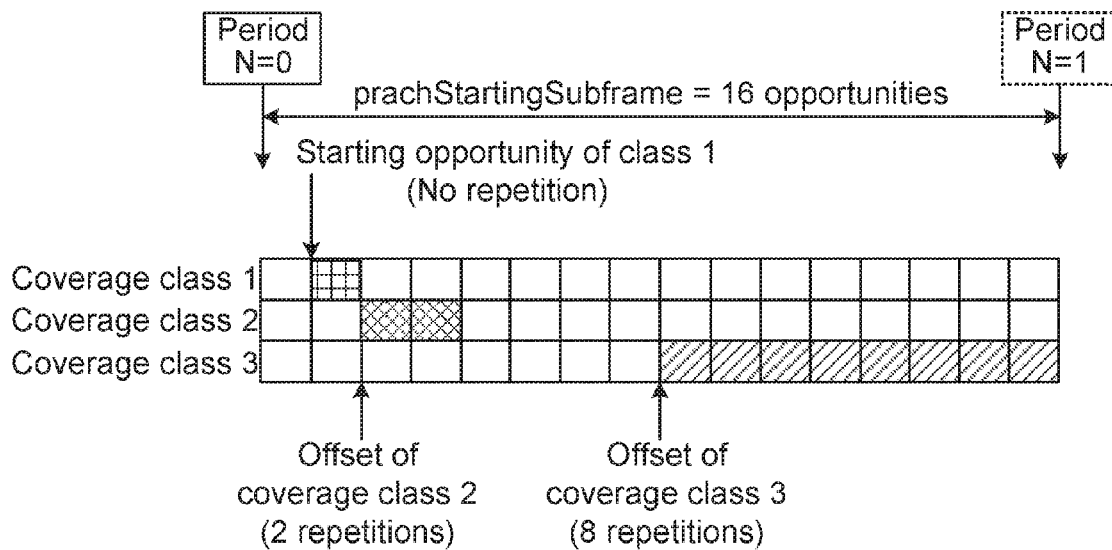 Period
N=0
Period
N=1
prachStartingSubframe = 16 opportunities
Starting opportunity of class 1
(No repetition)
Coverage class 1
Coverage class 2
Coverage class 3
Offset of
coverage class 2
(2 repetitions)
Offset of
coverage class 3
(8 repetitions)